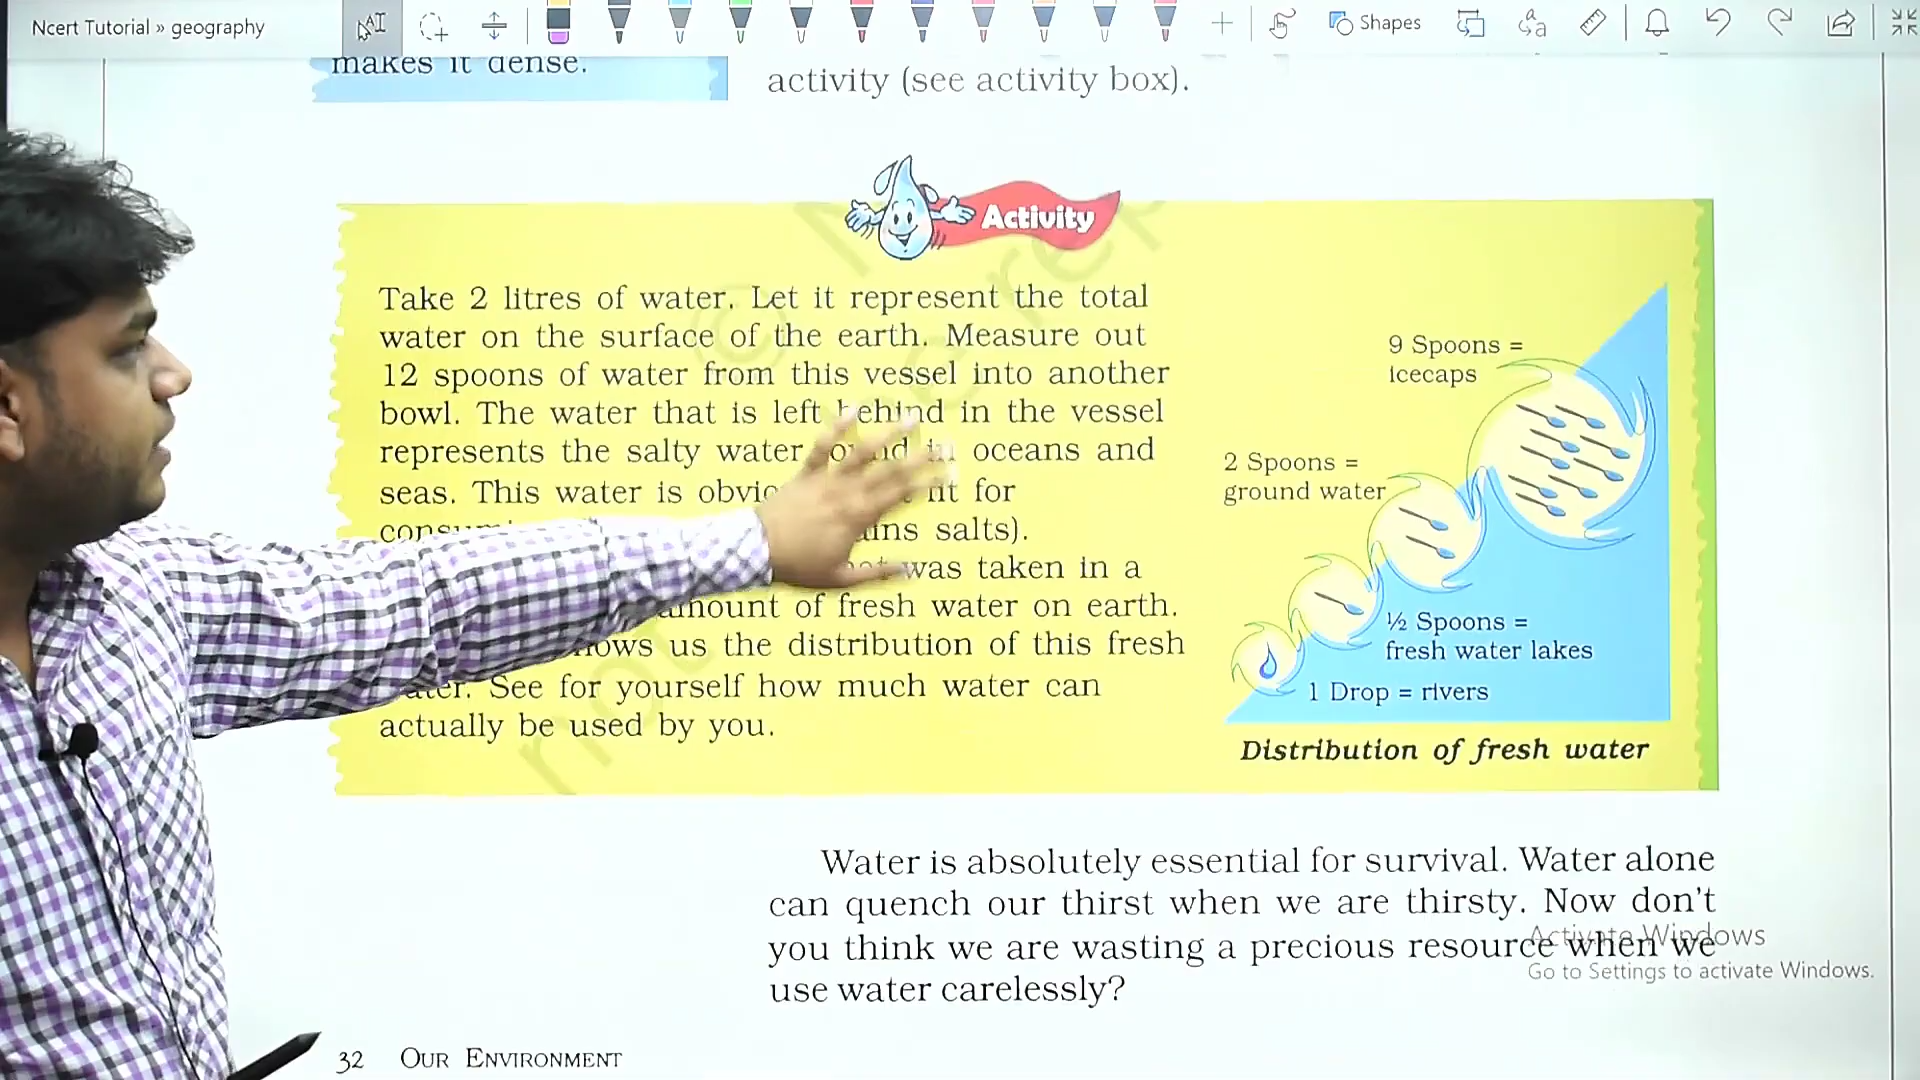 Ncert Tutorial » geography
Shapes
makes it dense.
activity (see activity box).
Activity
Take 2 litres of water. Let it represent the total
water on the surface of the earth. Measure out
12 spoons of water from this vessel into another
bowl. The water that is left behind in the vessel
represents the salty water in oceans and
seas. This water is for
salts).
was taken in a
amount of fresh water on earth.
us the distribution of this fresh
See for yourself how much water can
actually be used by you.
9 Spoons =
icecaps
2 Spoons =
ground water
½ Spoons =
fresh water lakes
1 Drop = rivers
Distribution of fresh water
Water is absolutely essential for survival. Water alone
can quench our thirst when we are thirsty. Now don't
you think we are wasting a precious resource when we
use water carelessly?
Activate Windows
Go to Settings to activate Windows.
32 OUR ENVIRONMENT